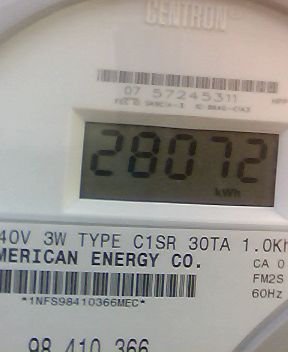 CENTRON®
07 57245311
28072
kWh
40V 3W TYPE C1SR 30TA 1.0Kh
MERICAN ENERGY CO.
CA 0
FM2S
60Hz
*1NFS98410366MEC*
98 410 366